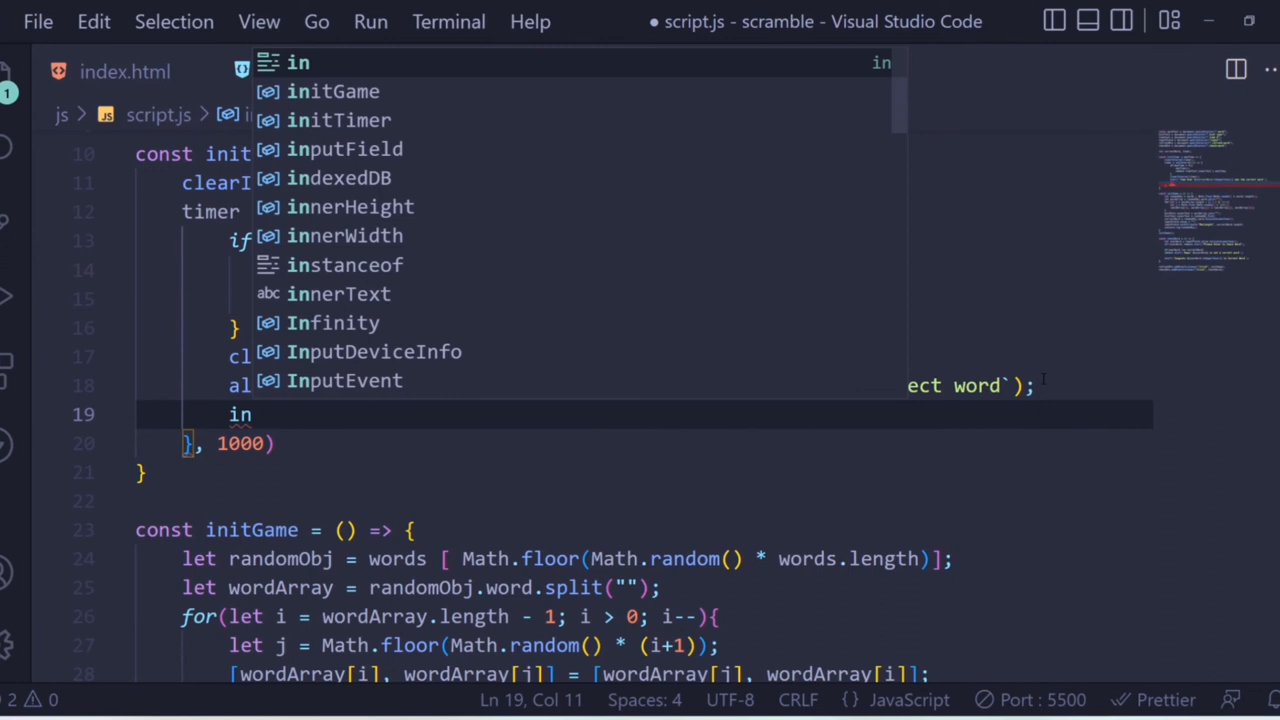 File Edit Selection View Go Run Terminal Help ● script.js - scramble - Visual Studio Code
index.html
in in
initGame
initTimer
inputField
indexedDB
innerHeight
innerWidth
instanceof
abc innerText
Infinity
InputDeviceInfo
InputEvent
1
js > JS script.js >
10 const init
11 clearI
12 timer
13 if
14
15
16 }
17 cl
18 al ect word`);
19 in
20 }, 1000)
21 }
22
23 const initGame = () => {
24 let randomObj = words [ Math.floor(Math.random() * words.length)];
25 let wordArray = randomObj.word.split("");
26 for(let i = wordArray.length - 1; i > 0; i--){
27 let j = Math.floor(Math.random() * (i+1));
28 [wordArray[i], wordArray[j]] = [wordArray[j], wordArray[i]];
2 0 Ln 19, Col 11 Spaces: 4 UTF-8 CRLF {} JavaScript Port : 5500 Prettier